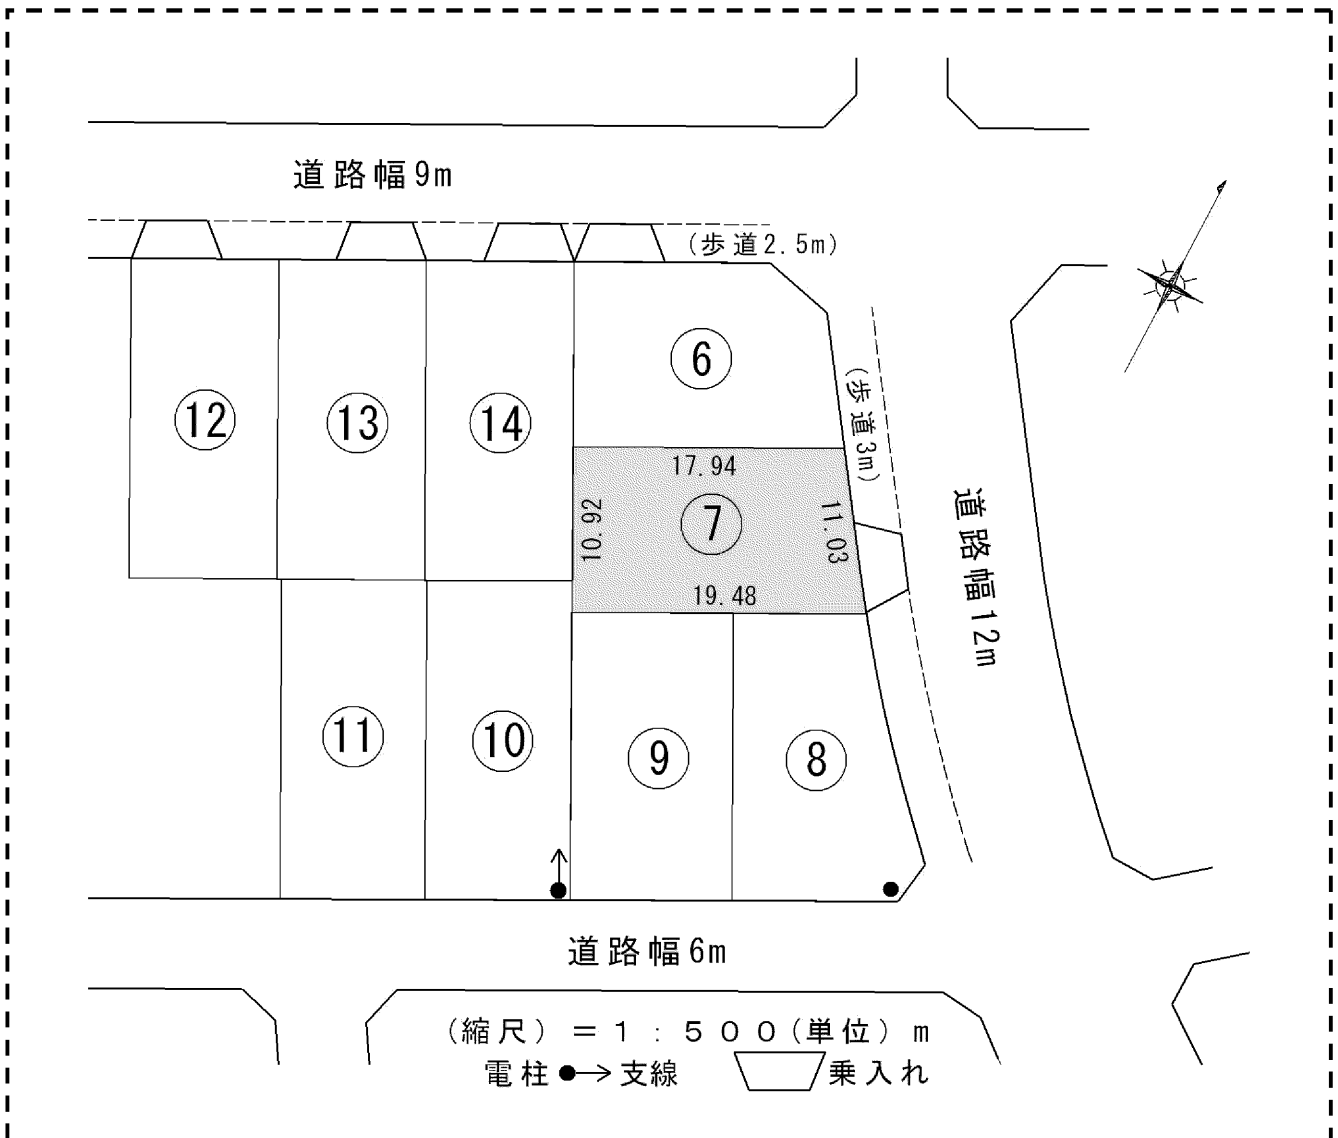 道路幅9m
(歩道2.5m)
⑥
(歩道3m)
⑫
⑬
⑭
17.94
10.92
⑦
11.03
19.48
道路幅12m
⑪
⑩
⑨
⑧
道路幅6m
(縮尺) = 1 : 500(単位) m
電柱●→支線 乗入れ